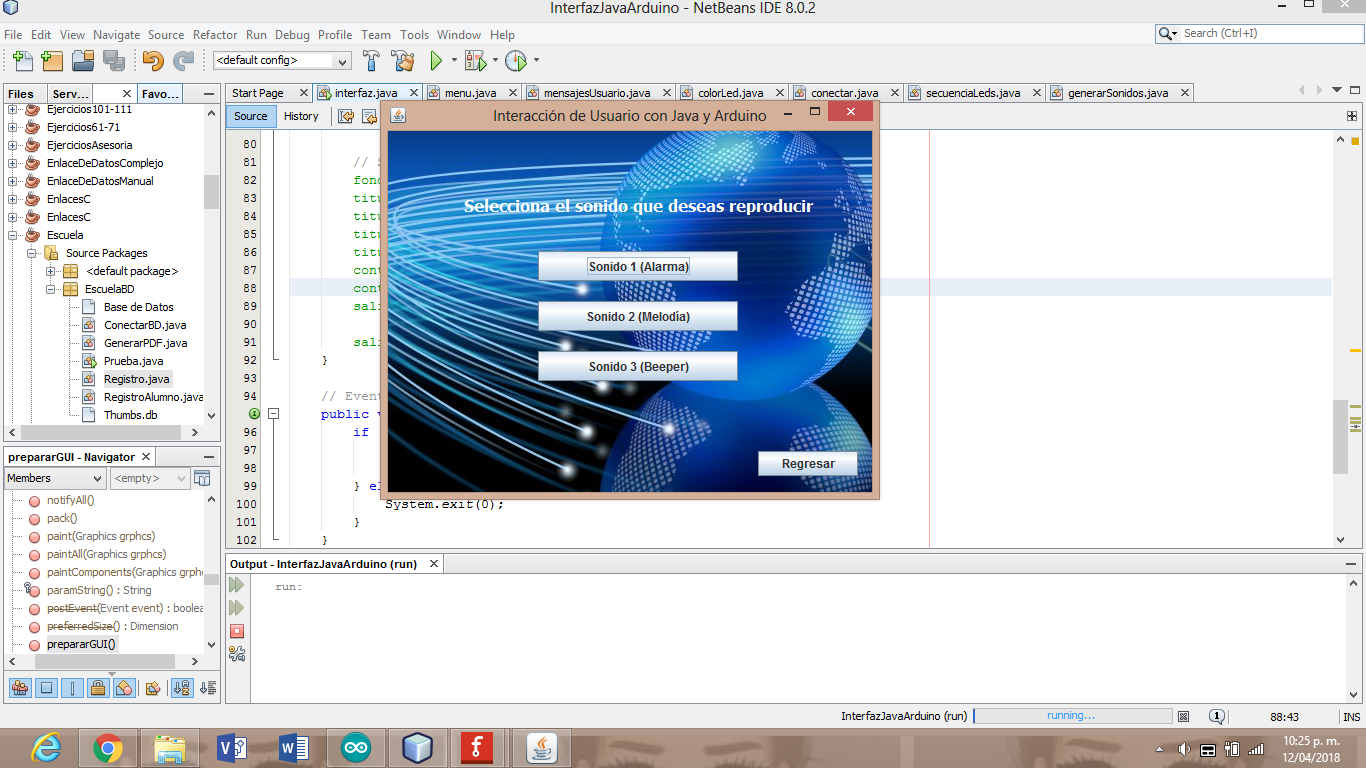 InterfazJavaArduino - NetBeans IDE 8.0.2
File Edit View Navigate Source Refactor Run Debug Profile Team Tools Window Help
Search (Ctrl+I)
<default config>
Files Serv... Favo...
Start Page interfaz.java menu.java mensajesUsuario.java colorLed.java conectar.java secuenciaLeds.java generarSonidos.java
Source History
Ejercicios101-111
Ejercicios61-71
EjerciciosAsesoria
EnlaceDeDatosComplejo
EnlaceDeDatosManual
EnlacesC
EnlacesC
Escuela
Source Packages
<default package>
EscuelaBD
Base de Datos
ConectarBD.java
GenerarPDF.java
Prueba.java
Registro.java
RegistroAlumno.java
Thumbs.db
prepararGUI - Navigator
Members <empty>
notifyAll()
pack()
paint(Graphics grphcs)
paintAll(Graphics grphcs)
paintComponents(Graphics grphc
paramString() : String
postEvent(Event event) : boolea
preferredSize() : Dimension
prepararGUI()
80
81 // S
82 fond
83 titu
84 titu
85 titu
86 titu
87 cont
88 cont
89 sali
90
91 sali
92 }
93
94 // Event
public v
96 if
97
98
99 } el
100 System.exit(0);
101 }
102 }
Interacción de Usuario con Java y Arduino
Selecciona el sonido que deseas reproducir
Sonido 1 (Alarma)
Sonido 2 (Melodía)
Sonido 3 (Beeper)
Regresar
Output - InterfazJavaArduino (run)
run:
InterfazJavaArduino (run) running... 1 88:43 INS
10:25 p. m.
12/04/2018